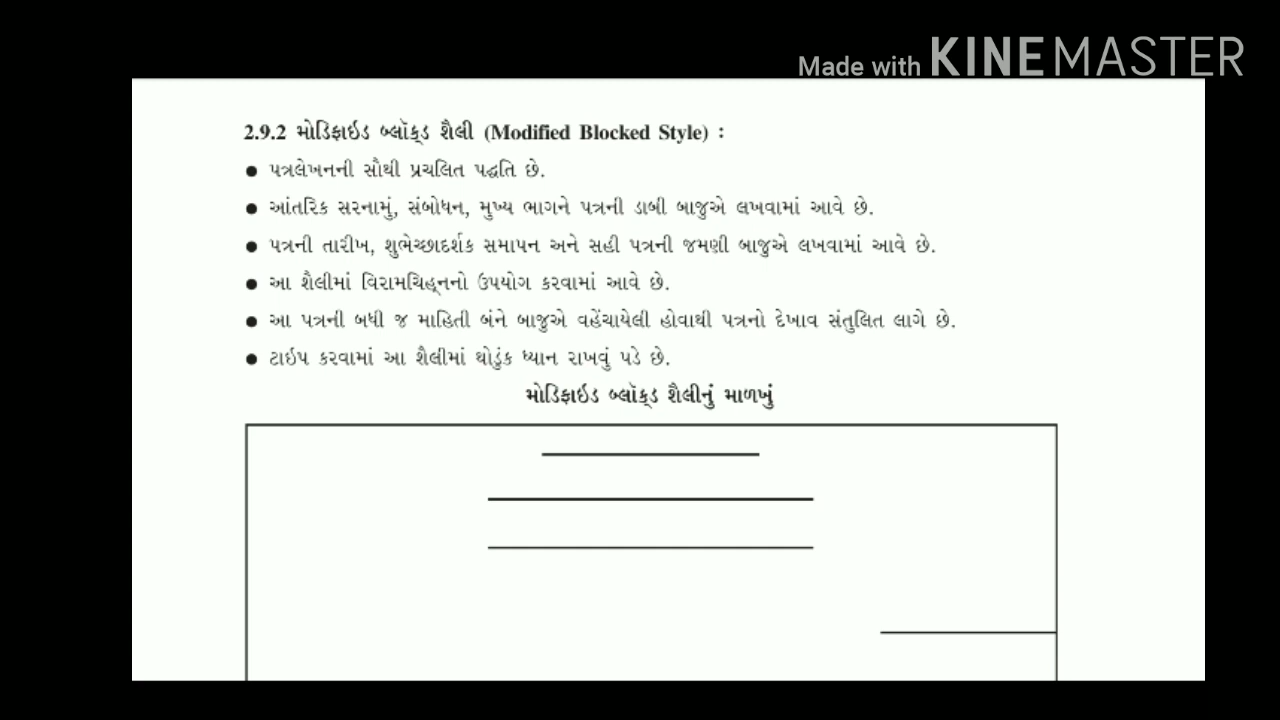 Made with KINEMASTER
2.9.2 મોડિફાઇડ બ્લૉક્ડ શૈલી (Modified Blocked Style) :
● પત્રલેખનની સૌથી પ્રચલિત પદ્ધતિ છે.
● આંતરિક સરનામું, સંબોધન, મુખ્ય ભાગને પત્રની ડાબી બાજુએ લખવામાં આવે છે.
● પત્રની તારીખ, શુભેચ્છાદર્શક સમાપન અને સહી પત્રની જમણી બાજુએ લખવામાં આવે છે.
● આ શૈલીમાં વિરામચિહ્‌નનો ઉપયોગ કરવામાં આવે છે.
● આ પત્રની બધી જ માહિતી બંને બાજુએ વહેંચાયેલી હોવાથી પત્રનો દેખાવ સંતુલિત લાગે છે.
● ટાઇપ કરવામાં આ શૈલીમાં થોડુંક ધ્યાન રાખવું પડે છે.
મોડિફાઇડ બ્લૉક્ડ શૈલીનું માળખું